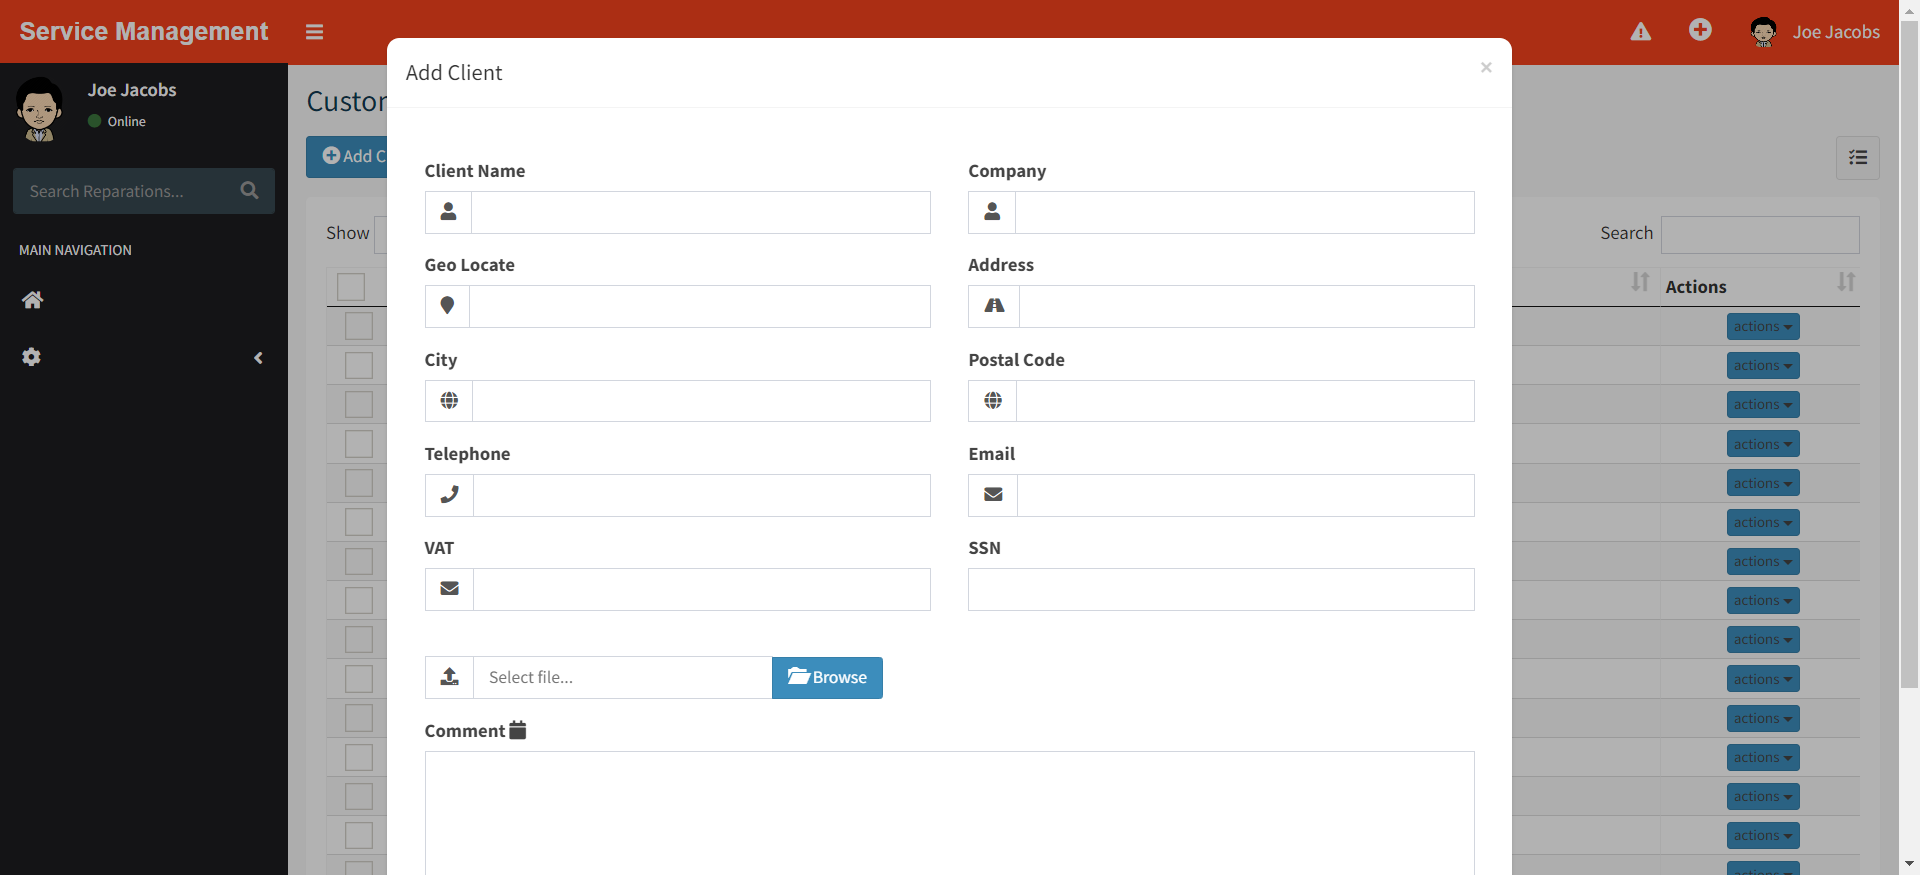 Service Management
Joe Jacobs
Joe Jacobs
Online
Search Reparations...
MAIN NAVIGATION
Add Client
×
Client Name
Company
Geo Locate
Address
City
Postal Code
Telephone
Email
VAT
SSN
Select file...
Browse
Comment
Custor
Add C
Show
Search
Actions
actions
actions
actions
actions
actions
actions
actions
actions
actions
actions
actions
actions
actions
actions